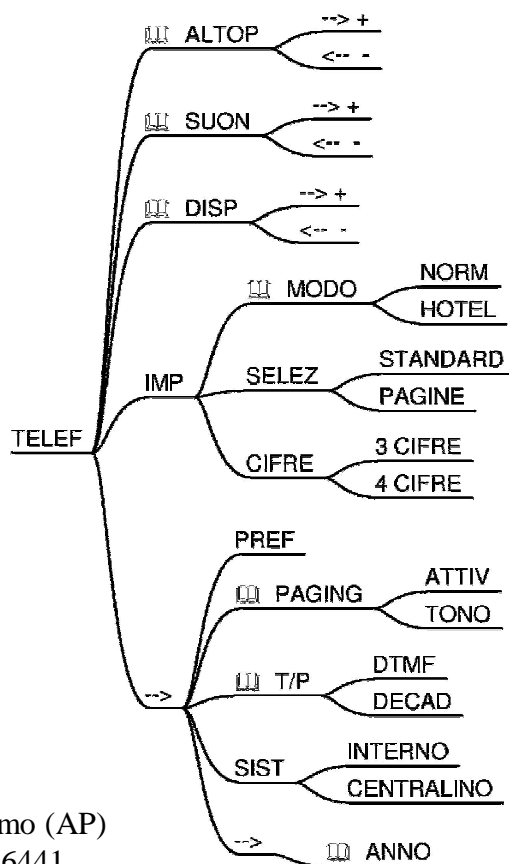 --> +
ALTOP
<-- -
--> +
SUON
<-- -
--> +
DISP
<-- -
NORM
MODO
HOTEL
STANDARD
IMP
SELEZ
PAGINE
TELEF
3 CIFRE
CIFRE
4 CIFRE
PREF
ATTIV
PAGING
TONO
DTMF
T/P
DECAD
-->
INTERNO
SIST
CENTRALINO
mo (AP)
--> ANNO
6441